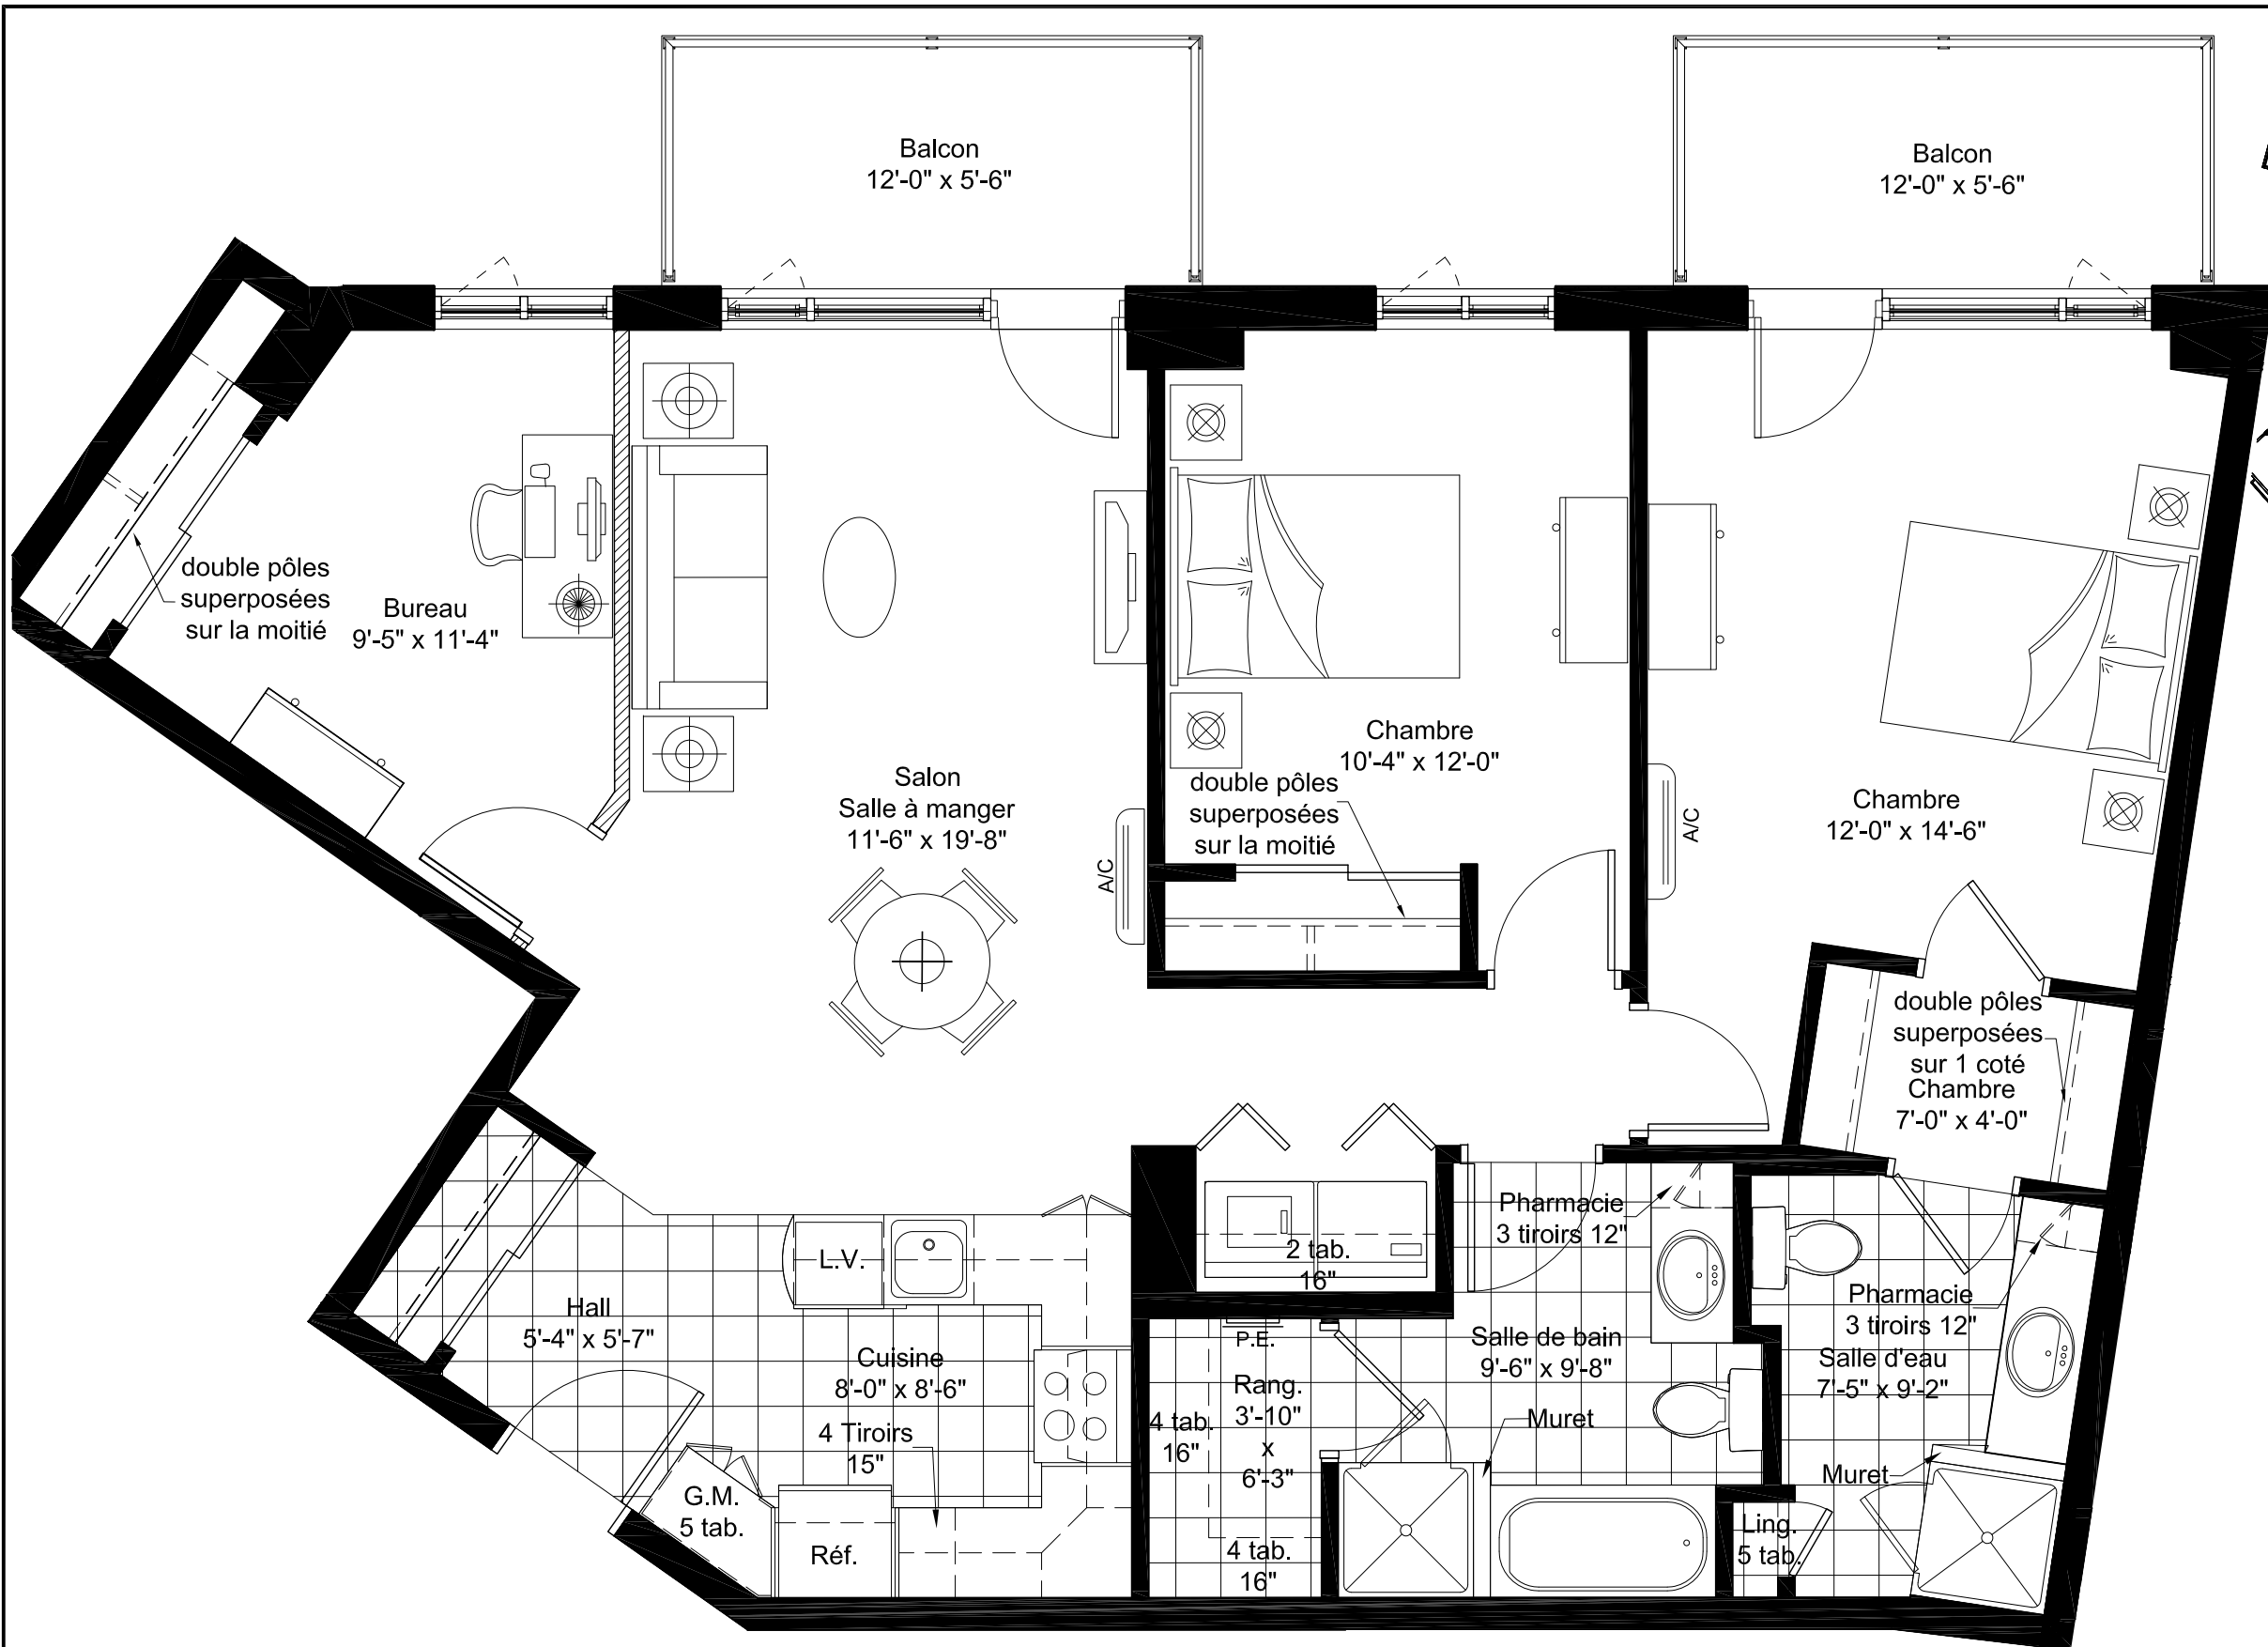 Balcon
12'-0" x 5'-6"
Balcon
12'-0" x 5'-6"
double pôles
superposées
sur la moitié
Bureau
9'-5" x 11'-4"
Salon
Salle à manger
11'-6" x 19'-8"
A/C
Chambre
10'-4" x 12'-0"
double pôles
superposées
sur la moitié
A/C
Chambre
12'-0" x 14'-6"
double pôles
superposées
sur 1 coté
Chambre
7'-0" x 4'-0"
Hall
5'-4" x 5'-7"
L.V.
Cuisine
8'-0" x 8'-6"
4 Tiroirs
15"
G.M.
5 tab.
Réf.
2 tab.
16"
P.E.
Rang.
3'-10"
x
6'-3"
4 tab.
16"
4 tab.
16"
Pharmacie
3 tiroirs 12"
Salle de bain
9'-6" x 9'-8"
Muret
Pharmacie
3 tiroirs 12"
Salle d'eau
7'-5" x 9'-2"
Muret
Ling.
5 tab.